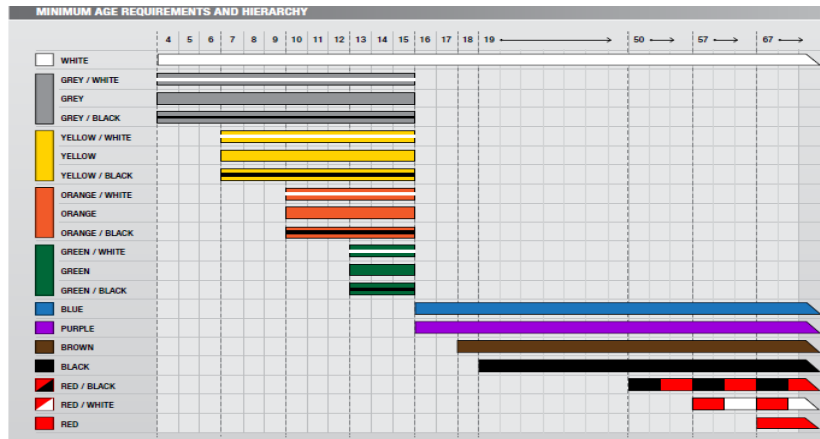 MINIMUM AGE REQUIREMENTS AND HIERARCHY
4 5 6 7 8 9 10 11 12 13 14 15 16 17 18 19 50 57 67
WHITE
GREY / WHITE
GREY
GREY / BLACK
YELLOW / WHITE
YELLOW
YELLOW / BLACK
ORANGE / WHITE
ORANGE
ORANGE / BLACK
GREEN / WHITE
GREEN
GREEN / BLACK
BLUE
PURPLE
BROWN
BLACK
RED / BLACK
RED / WHITE
RED